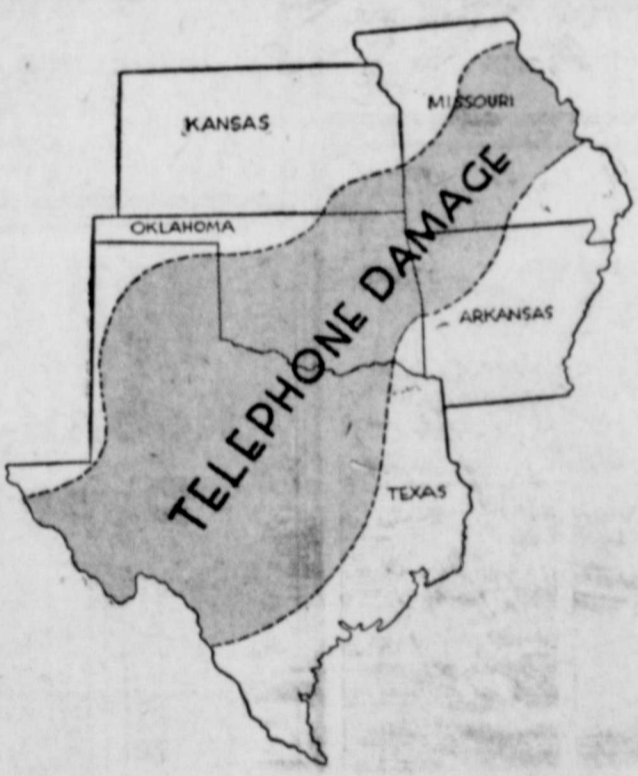 MISSOURI
KANSAS
OKLAHOMA
TELEPHONE DAMAGE
ARKANSAS
TEXAS